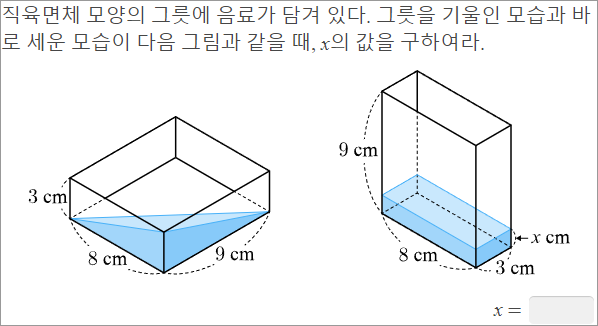 직육면체 모양의 그릇에 음료가 담겨 있다. 그릇을 기울인 모습과 바
로 세운 모습이 다음 그림과 같을 때, x의 값을 구하여라.
3 cm
8 cm
9 cm
9 cm
8 cm
3 cm
x cm
x =